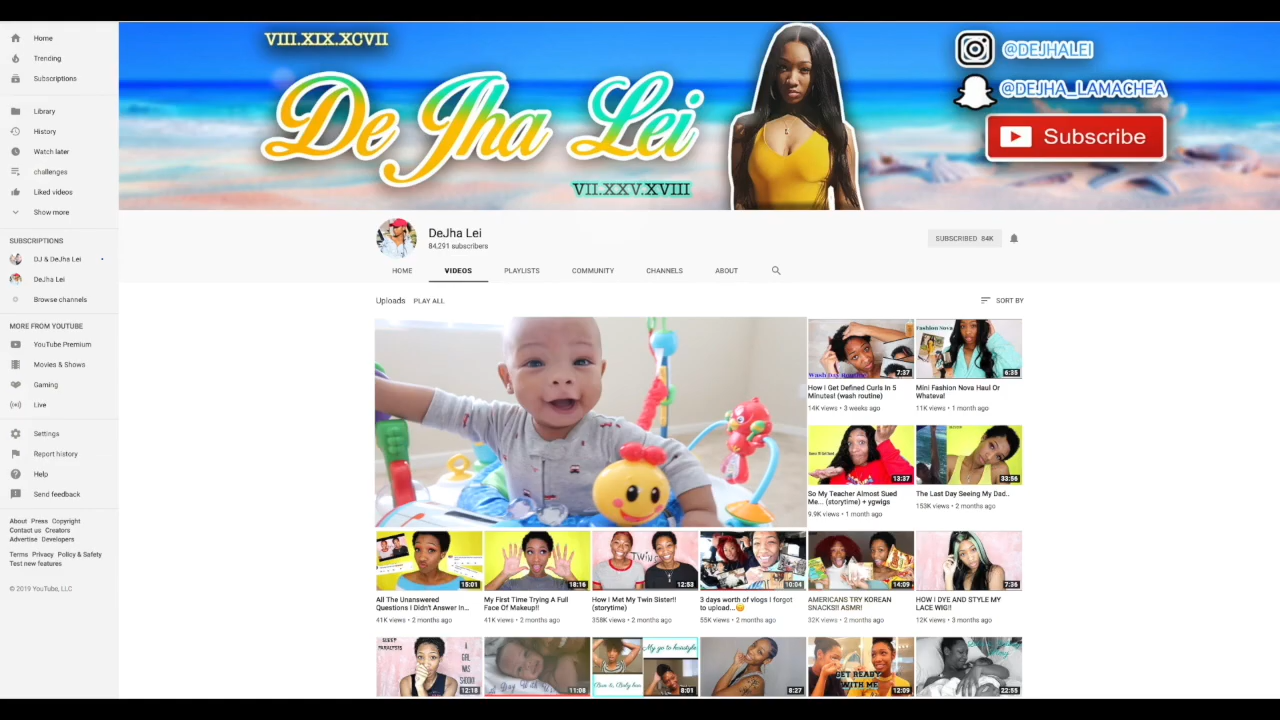 VIII.XIX.XCVII
DeJha Lei
VII.XXV.XVIII
@DEJHALEI
@DEJHA_LAMACHEA
Subscribe
Home
Trending
Subscriptions
Library
History
Watch later
challenges
Liked videos
Show more
SUBSCRIPTIONS
DJ & DeJha Lei
DeJha Lei
Browse channels
MORE FROM YOUTUBE
YouTube Premium
Movies & Shows
Gaming
Live
Settings
Report history
Help
Send feedback
About Press Copyright
Contact us Creators
Advertise Developers
Terms Privacy Policy & Safety
Test new features
© 2019 YouTube, LLC
DeJha Lei
84,291 subscribers
SUBSCRIBED 84K
HOME VIDEOS PLAYLISTS COMMUNITY CHANNELS ABOUT
Uploads PLAY ALL
SORT BY
7:37
How I Get Defined Curls In 5
Minutes! (wash routine)
14K views • 3 weeks ago
Fashion Nova
6:35
Mini Fashion Nova Haul Or
Whateva!
11K views • 1 month ago
13:37
So My Teacher Almost Sued
Me... (storytime) + ygwigs
9.9K views • 1 month ago
33:56
The Last Day Seeing My Dad..
153K views • 2 months ago
15:01
All The Unanswered
Questions I Didn't Answer In...
41K views • 2 months ago
18:16
My First Time Trying A Full
Face Of Makeup!!
41K views • 2 months ago
TWINS
12:53
How I Met My Twin Sister!!
(storytime)
358K views • 2 months ago
10:04
3 days worth of vlogs I forgot
to upload...😊
55K views • 2 months ago
14:09
AMERICANS TRY KOREAN
SNACKS!! ASMR!
32K views • 2 months ago
7:36
HOW I DYE AND STYLE MY
LACE WIG!!
12K views • 3 months ago
SLEEP
PARALYSIS
A
GIRL
WAS
SHOOK!
12:18
11:08
My go to hairstyle
8:01
8:27
GET READY
WITH ME
12:09
22:55